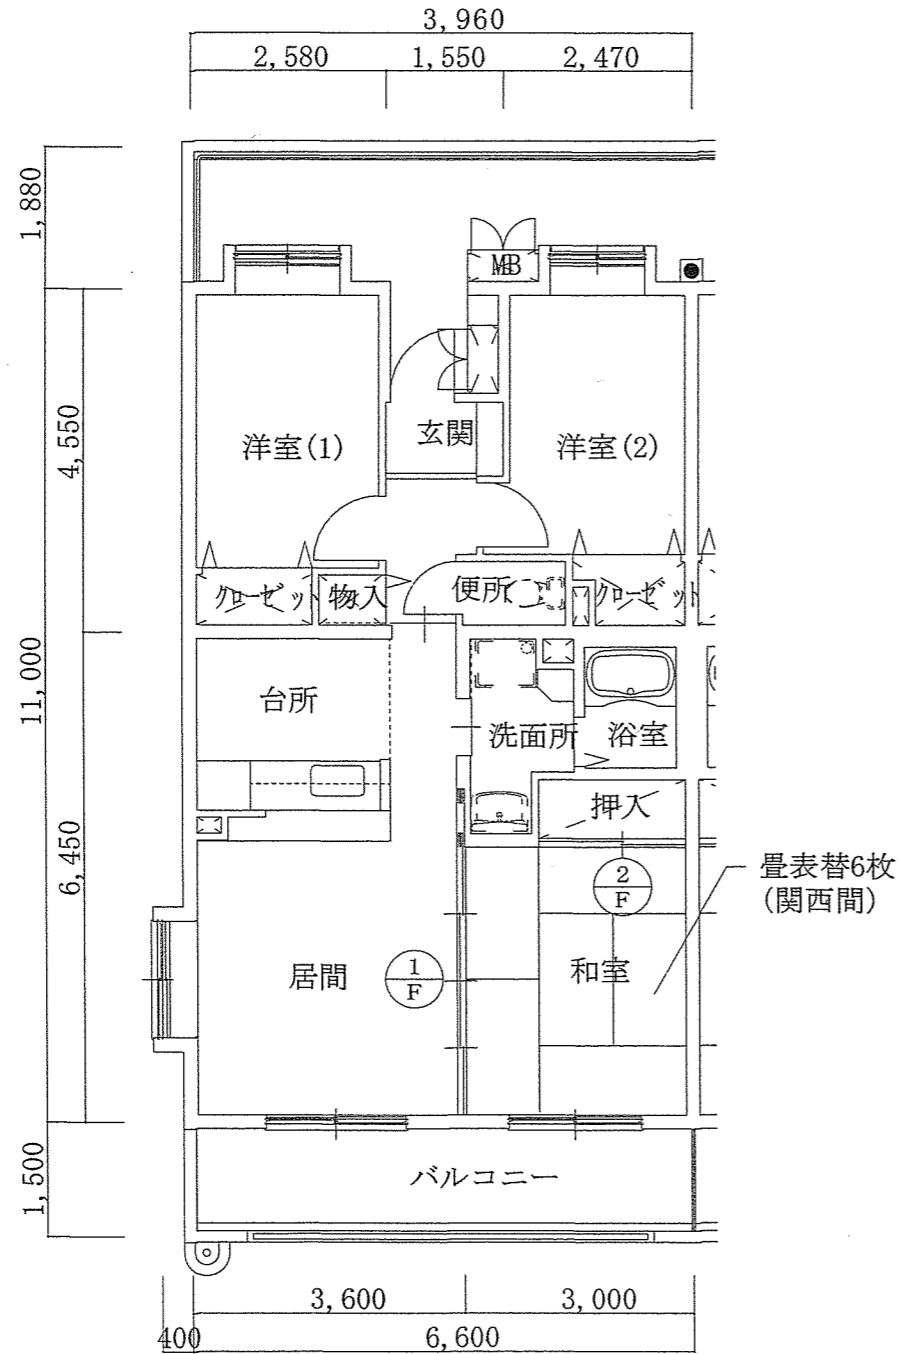 3,960
2,580
1,550
2,470
1,880
MB
4,550
玄関
洋室(1)
洋室(2)
クローゼット
物入
便所
クローゼット
11,000
台所
洗面所
浴室
押入
6,450
2
F
畳表替6枚
(関西間)
居間
1
F
和室
1,500
バルコニー
3,600
3,000
400
6,600